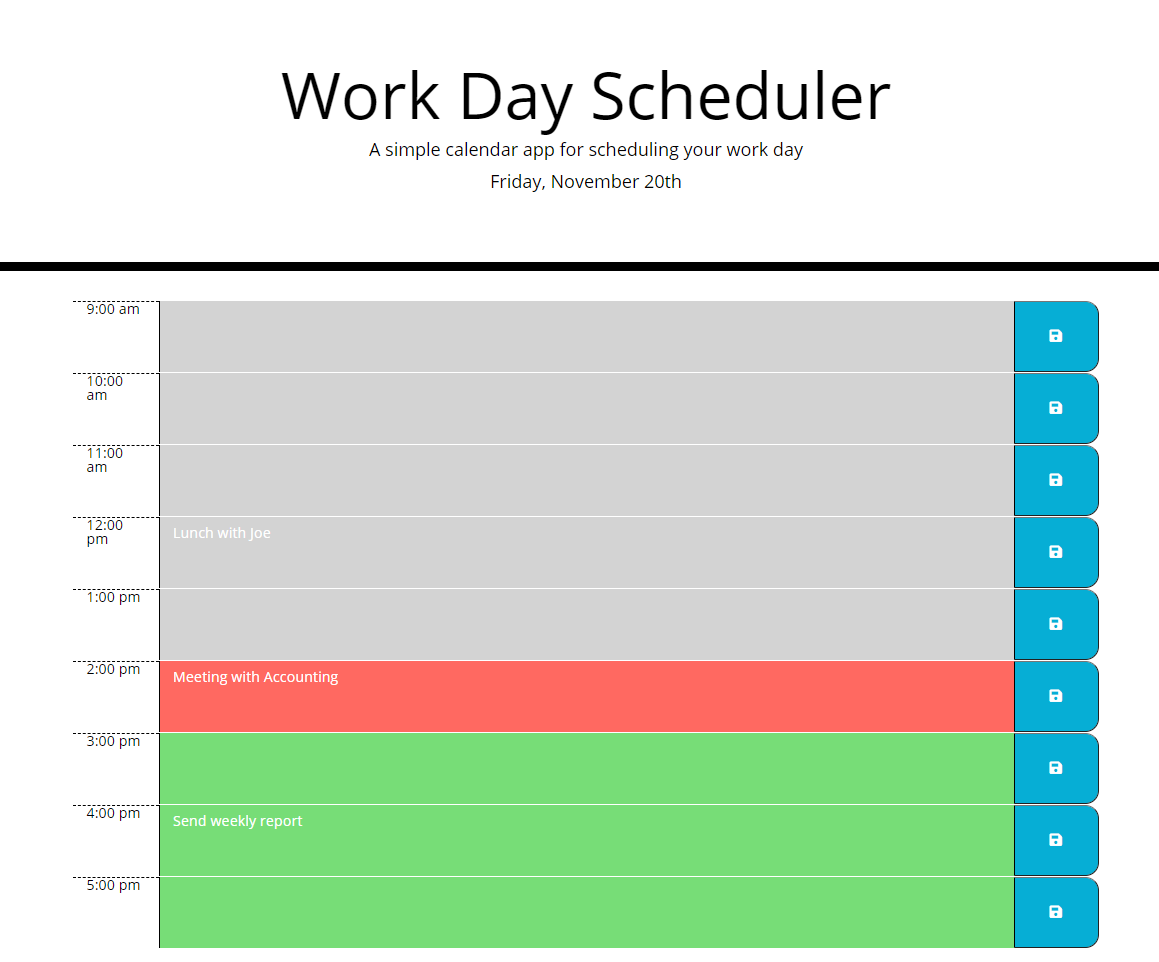 Work Day Scheduler
A simple calendar app for scheduling your work day
Friday, November 20th
9:00 am
10:00
am
11:00
am
12:00
pm
Lunch with Joe
1:00 pm
2:00 pm
Meeting with Accounting
3:00 pm
4:00 pm
Send weekly report
5:00 pm